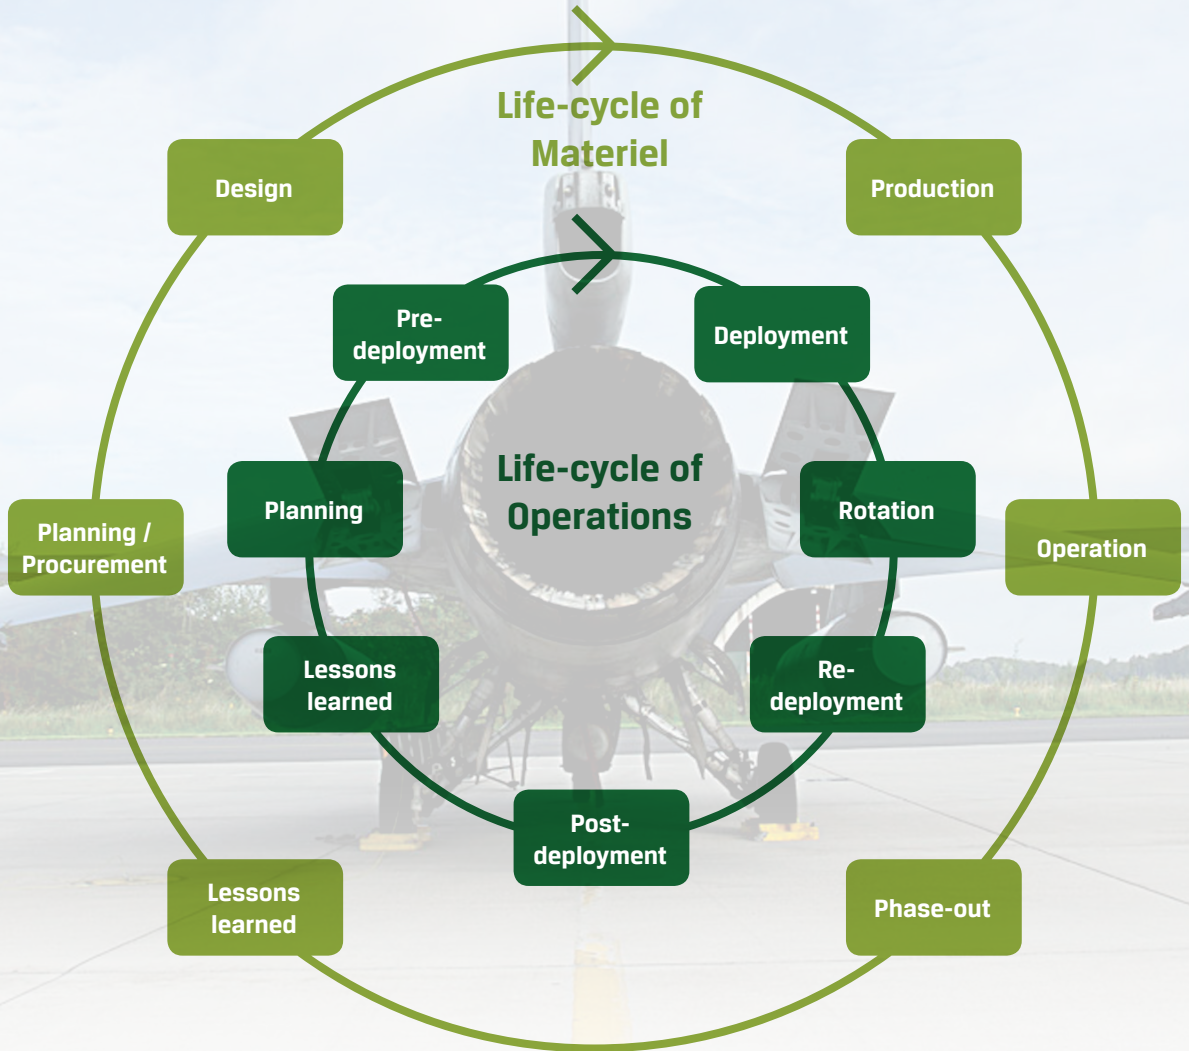 Life-cycle of
Materiel
Design
Production
Pre-
deployment
Deployment
Life-cycle of
Operations
Planning
Rotation
Planning /
Procurement
Operation
Lessons
learned
Re-
deployment
Post-
deployment
Lessons
learned
Phase-out